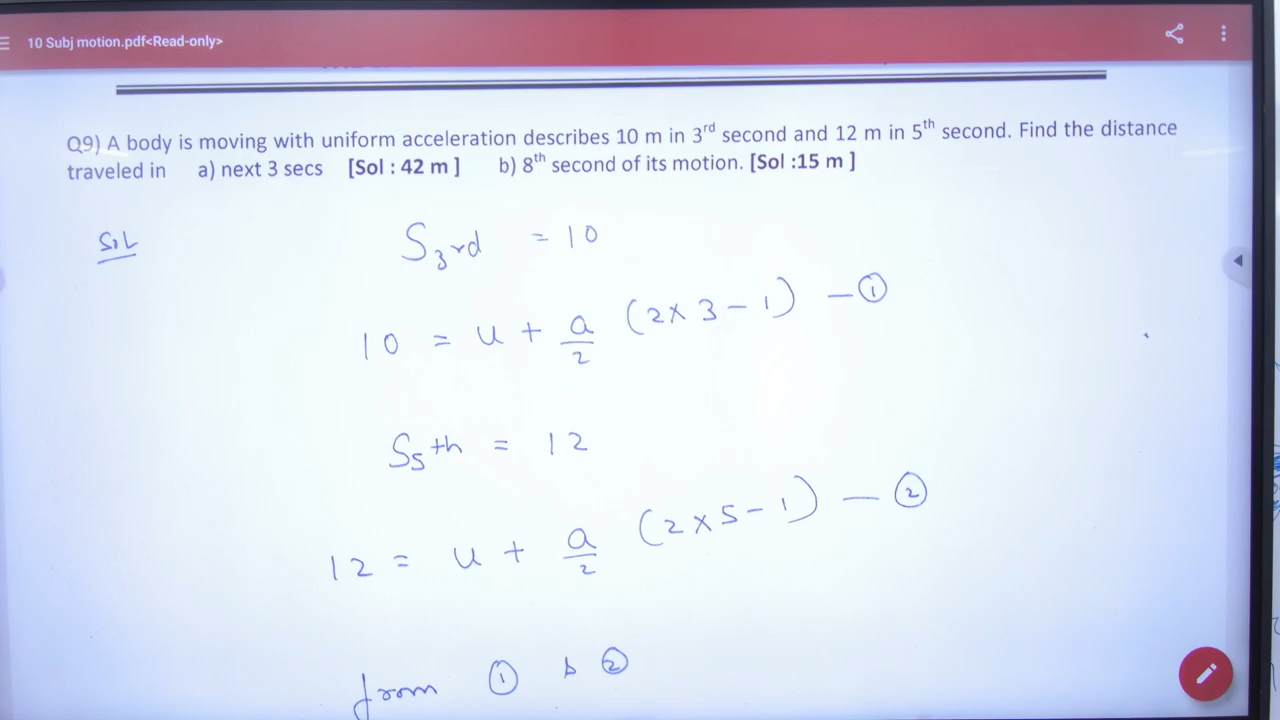 10 Subj motion.pdf<Read-only>
Q9) A body is moving with uniform acceleration describes 10 m in 3rd second and 12 m in 5th second. Find the distance
traveled in a) next 3 secs [Sol : 42 m ] b) 8th second of its motion. [Sol :15 m ]
Sol
S3rd = 10
10 = u + a/2 (2 x 3 - 1) - ①
S5th = 12
12 = u + a/2 (2 x 5 - 1) - ②
from ① & ②